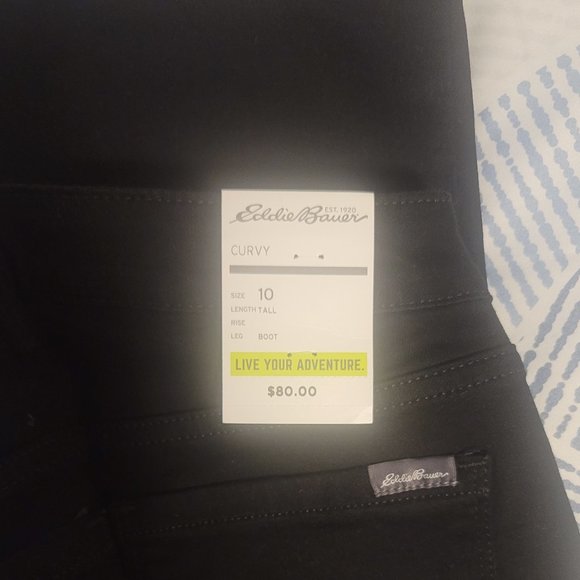 Eddie Bauer
EST. 1920
CURVY
SIZE 10
LENGTH TALL
RISE
LEG BOOT
LIVE YOUR ADVENTURE.
$80.00
Eddie Bauer